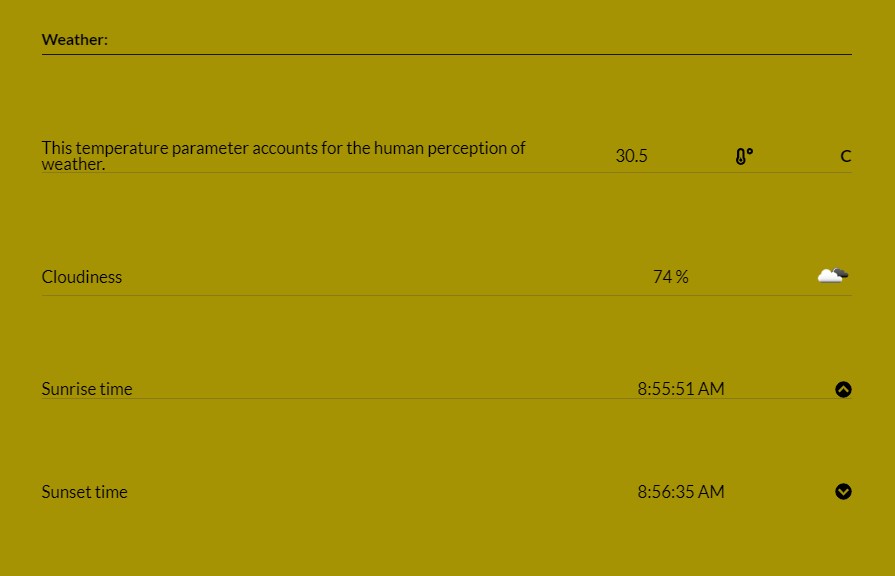 Weather:
This temperature parameter accounts for the human perception of
weather.
30.5 ° C
Cloudiness 74 %
Sunrise time 8:55:51 AM
Sunset time 8:56:35 AM